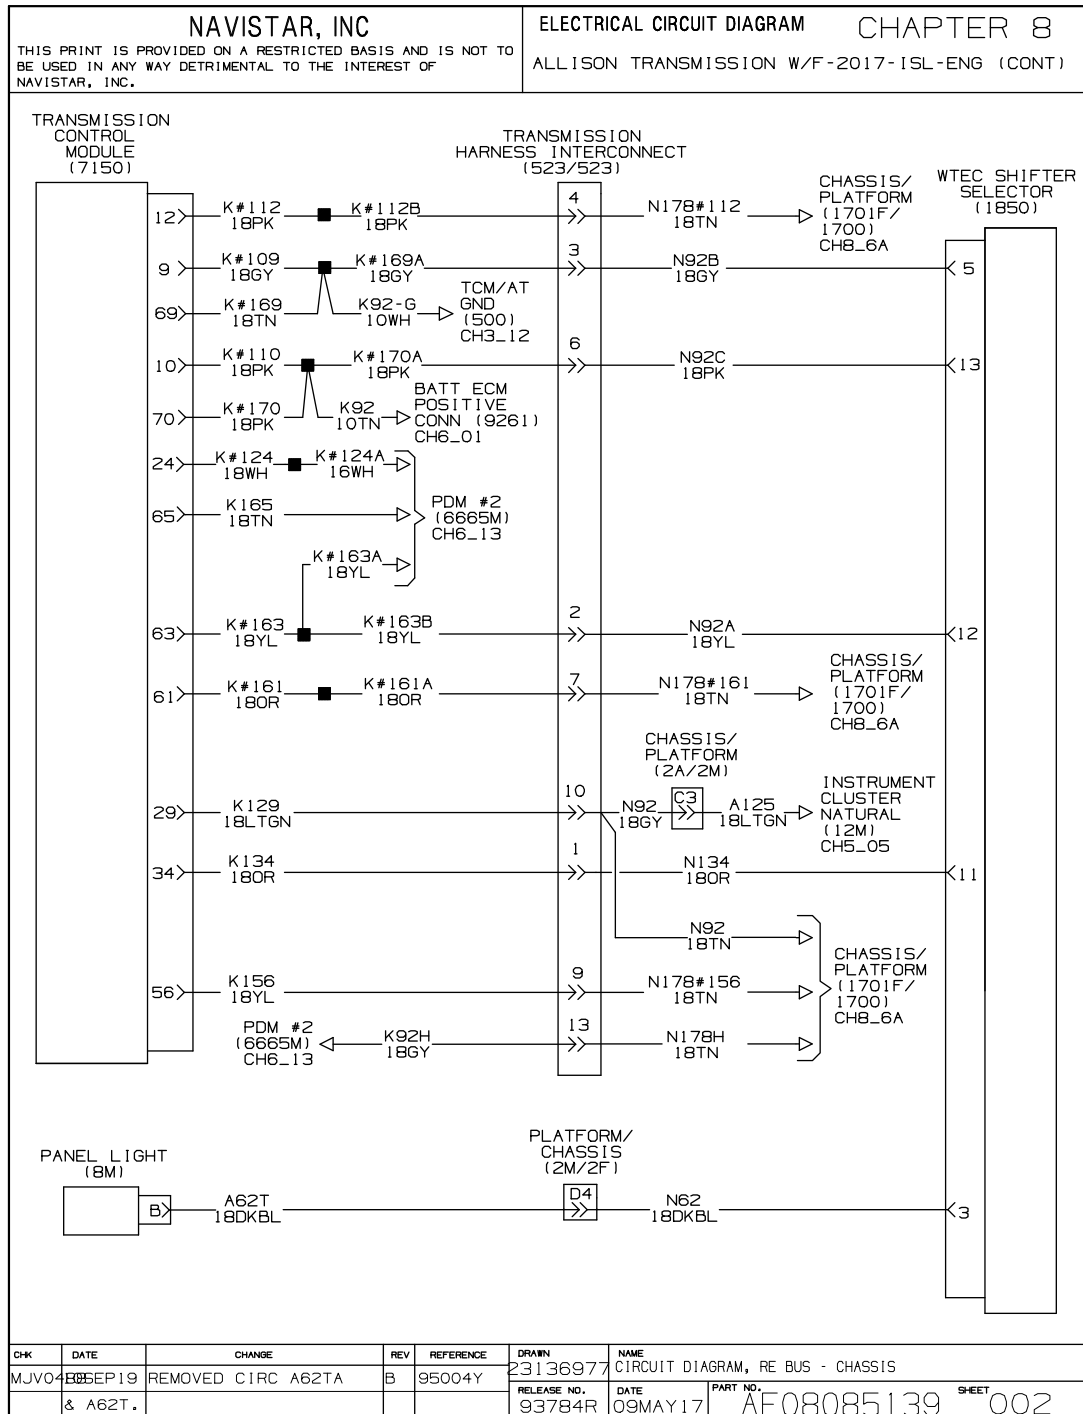 NAVISTAR, INC
THIS PRINT IS PROVIDED ON A RESTRICTED BASIS AND IS NOT TO
BE USED IN ANY WAY DETRIMENTAL TO THE INTEREST OF
NAVISTAR, INC.
ELECTRICAL CIRCUIT DIAGRAM CHAPTER 8
ALLISON TRANSMISSION W/F-2017-ISL-ENG (CONT)
TRANSMISSION
CONTROL
MODULE
(7150)
TRANSMISSION
HARNESS INTERCONNECT
(523/523)
WTEC SHIFTER
SELECTOR
(1850)
12 K#112 K#112B 4 N178#112
18PK 18PK 18TN
CHASSIS/
PLATFORM
(1701F/
1700)
CH8_6A
9 K#109 K#169A 3 N92B 5
18GY 18GY 18GY
69 K#169 K92-G
18TN 10WH
TCM/AT
GND
(500)
CH3_12
10 K#110 K#170A 6 N92C 13
18PK 18PK 18PK
70 K#170 K92
18PK 10TN
BATT ECM
POSITIVE
CONN (9261)
CH6_01
24 K#124 K#124A
18WH 16WH
65 K165
18TN
PDM #2
(6665M)
CH6_13
K#163A
18YL
63 K#163 K#163B 2 N92A 12
18YL 18YL 18YL
61 K#161 K#161A 7 N178#161
18OR 18OR 18TN
CHASSIS/
PLATFORM
(1701F/
1700)
CH8_6A
CHASSIS/
PLATFORM
(2A/2M)
29 K129 10 N92 C3 A125
18LTGN 18GY 18LTGN
INSTRUMENT
CLUSTER
NATURAL
(12M)
CH5_05
34 K134 1 N134 11
18OR 18OR
N92
18TN
56 K156 9 N178#156
18YL 18TN
CHASSIS/
PLATFORM
(1701F/
1700)
CH8_6A
PDM #2
(6665M)
CH6_13
K92H 13 N178H
18GY 18TN
PLATFORM/
CHASSIS
(2M/2F)
PANEL LIGHT
(8M)
B A62T D4 N62 3
18DKBL 18DKBL
CHK DATE CHANGE REV REFERENCE
REMOVED CIRC A62TA B 95004Y
& A62T.
DRAWN NAME
23136977 CIRCUIT DIAGRAM, RE BUS - CHASSIS
RELEASE NO. DATE PART NO. SHEET
93784R 09MAY17 AF08085139 002